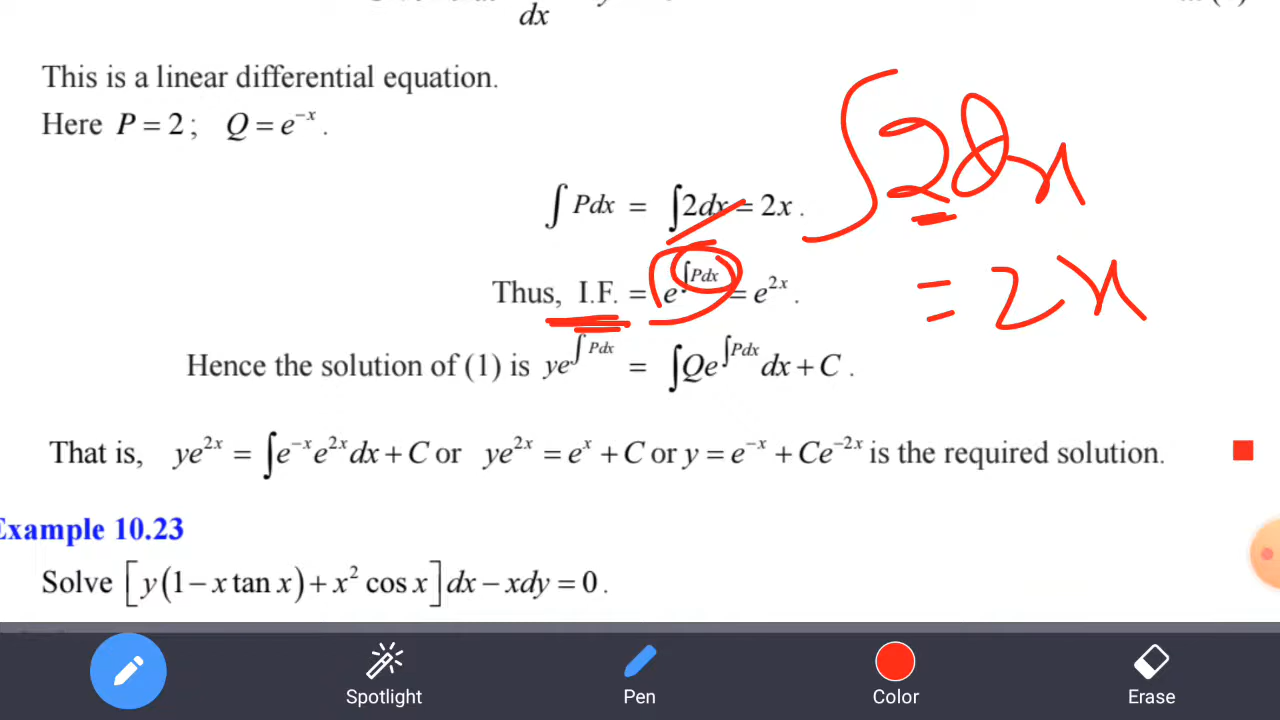 dx
This is a linear differential equation.
Here P = 2 ; Q = e^{-x} .
∫ Pdx = ∫2dx = 2x .
∫2dx
Thus, I.F. = e^{∫Pdx} = e^{2x} .
= 2x
Hence the solution of (1) is ye^{∫Pdx} = ∫Qe^{∫Pdx} dx + C .
That is, ye^{2x} = ∫e^{-x}e^{2x}dx + C or ye^{2x} = e^{x} + C or y = e^{-x} + Ce^{-2x} is the required solution.
Example 10.23
Solve [y(1 − x tan x) + x² cos x]dx − xdy = 0 .
Spotlight
Pen
Color
Erase